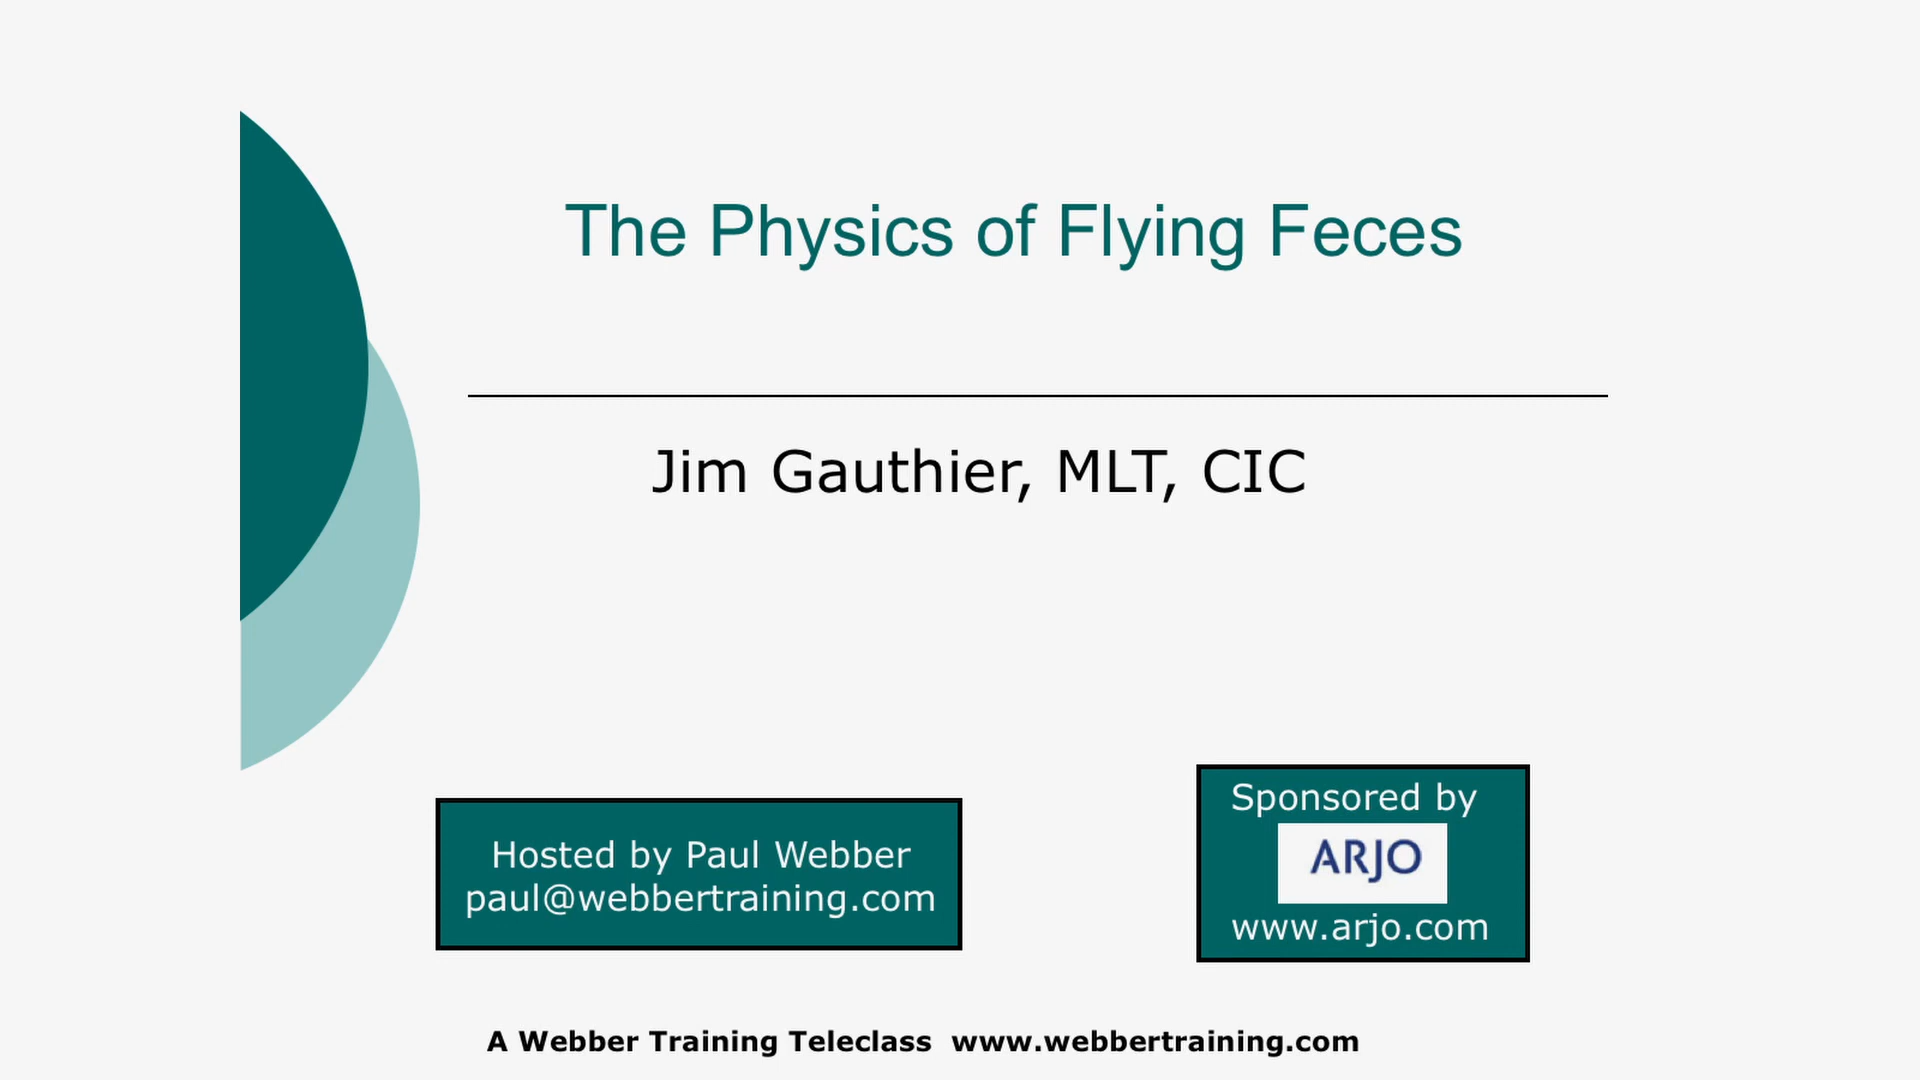 The Physics of Flying Feces
Jim Gauthier, MLT, CIC
Hosted by Paul Webber
paul@webbertraining.com
Sponsored by
ARJO
www.arjo.com
A Webber Training Teleclass www.webbertraining.com